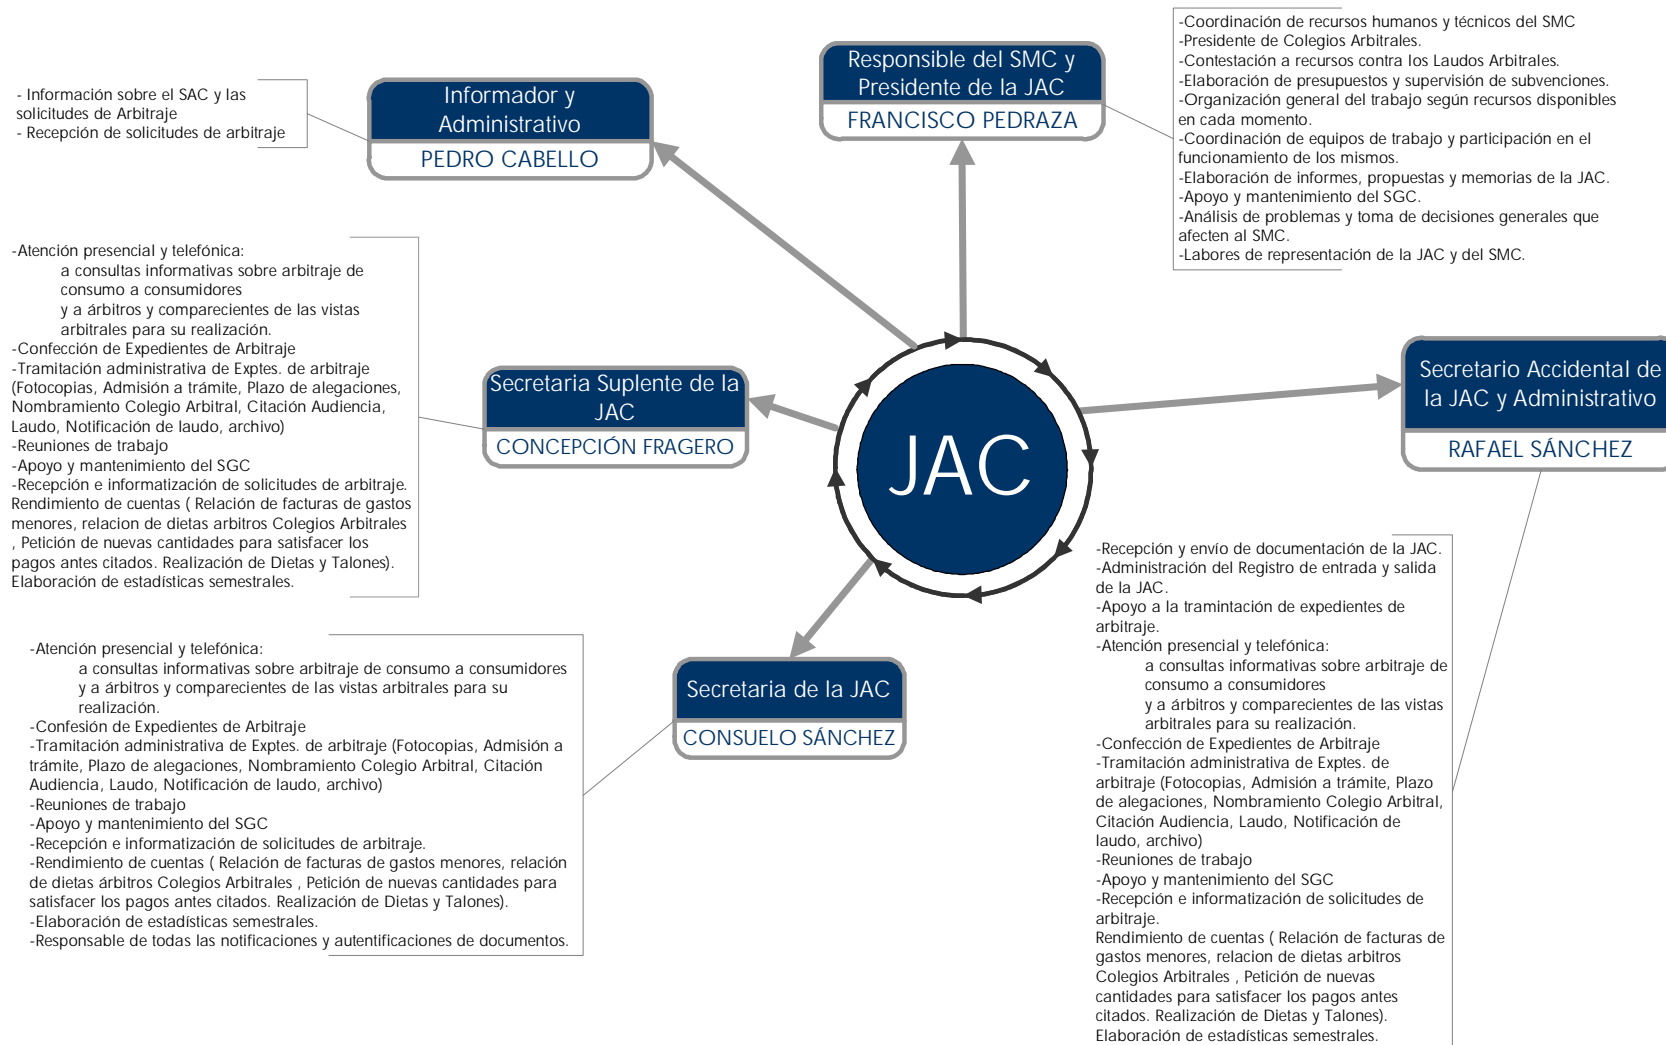 - Información sobre el SAC y las
solicitudes de Arbitraje
- Recepción de solicitudes de arbitraje
Informador y
Administrativo
PEDRO CABELLO
Responsible del SMC y
Presidente de la JAC
FRANCISCO PEDRAZA
-Coordinación de recursos humanos y técnicos del SMC
-Presidente de Colegios Arbitrales.
-Contestación a recursos contra los Laudos Arbitrales.
-Elaboración de presupuestos y supervisión de subvenciones.
-Organización general del trabajo según recursos disponibles
en cada momento.
-Coordinación de equipos de trabajo y participación en el
funcionamiento de los mismos.
-Elaboración de informes, propuestas y memorias de la JAC.
-Apoyo y mantenimiento del SGC.
-Análisis de problemas y toma de decisiones generales que
afecten al SMC.
-Labores de representación de la JAC y del SMC.
-Atención presencial y telefónica:
a consultas informativas sobre arbitraje de
consumo a consumidores
y a árbitros y comparecientes de las vistas
arbitrales para su realización.
-Confección de Expedientes de Arbitraje
-Tramitación administrativa de Exptes. de arbitraje
(Fotocopias, Admisión a trámite, Plazo de alegaciones,
Nombramiento Colegio Arbitral, Citación Audiencia,
Laudo, Notificación de laudo, archivo)
-Reuniones de trabajo
-Apoyo y mantenimiento del SGC
-Recepción e informatización de solicitudes de arbitraje.
Rendimiento de cuentas ( Relación de facturas de gastos
menores, relacion de dietas arbitros Colegios Arbitrales
, Petición de nuevas cantidades para satisfacer los
pagos antes citados. Realización de Dietas y Talones).
Elaboración de estadísticas semestrales.
Secretaria Suplente de la
JAC
CONCEPCIÓN FRAGERO
JAC
Secretario Accidental de
la JAC y Administrativo
RAFAEL SÁNCHEZ
-Atención presencial y telefónica:
a consultas informativas sobre arbitraje de consumo a consumidores
y a árbitros y comparecientes de las vistas arbitrales para su
realización.
-Confesión de Expedientes de Arbitraje
-Tramitación administrativa de Exptes. de arbitraje (Fotocopias, Admisión a
trámite, Plazo de alegaciones, Nombramiento Colegio Arbitral, Citación
Audiencia, Laudo, Notificación de laudo, archivo)
-Reuniones de trabajo
-Apoyo y mantenimiento del SGC
-Recepción e informatización de solicitudes de arbitraje.
-Rendimiento de cuentas ( Relación de facturas de gastos menores, relación
de dietas árbitros Colegios Arbitrales , Petición de nuevas cantidades para
satisfacer los pagos antes citados. Realización de Dietas y Talones).
-Elaboración de estadísticas semestrales.
-Responsable de todas las notificaciones y autentificaciones de documentos.
Secretaria de la JAC
CONSUELO SÁNCHEZ
-Recepción y envío de documentación de la JAC.
-Administración del Registro de entrada y salida
de la JAC.
-Apoyo a la tramintación de expedientes de
arbitraje.
-Atención presencial y telefónica:
a consultas informativas sobre arbitraje de
consumo a consumidores
y a árbitros y comparecientes de las vistas
arbitrales para su realización.
-Confección de Expedientes de Arbitraje
-Tramitación administrativa de Exptes. de
arbitraje (Fotocopias, Admisión a trámite, Plazo
de alegaciones, Nombramiento Colegio Arbitral,
Citación Audiencia, Laudo, Notificación de
laudo, archivo)
-Reuniones de trabajo
-Apoyo y mantenimiento del SGC
-Recepción e informatización de solicitudes de
arbitraje.
Rendimiento de cuentas ( Relación de facturas de
gastos menores, relacion de dietas arbitros
Colegios Arbitrales , Petición de nuevas
cantidades para satisfacer los pagos antes
citados. Realización de Dietas y Talones).
Elaboración de estadísticas semestrales.